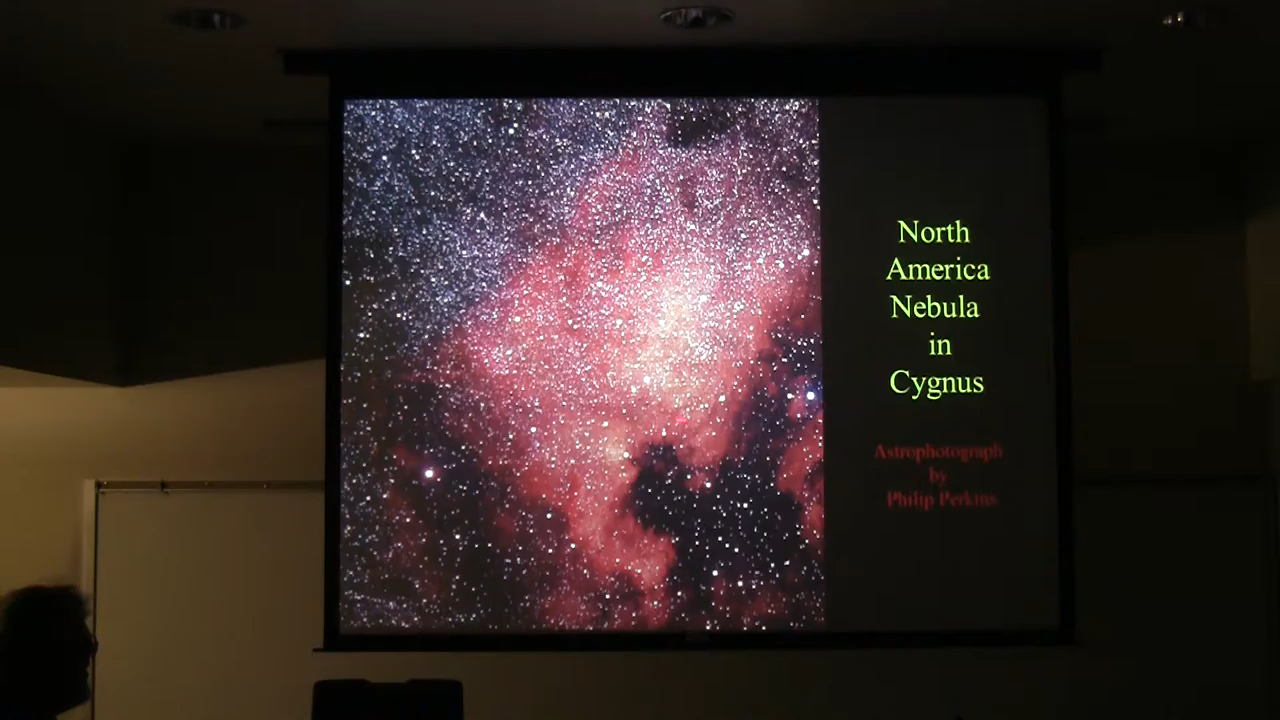 North
America
Nebula
in
Cygnus
Astrophotograph
by
Philip Perkins